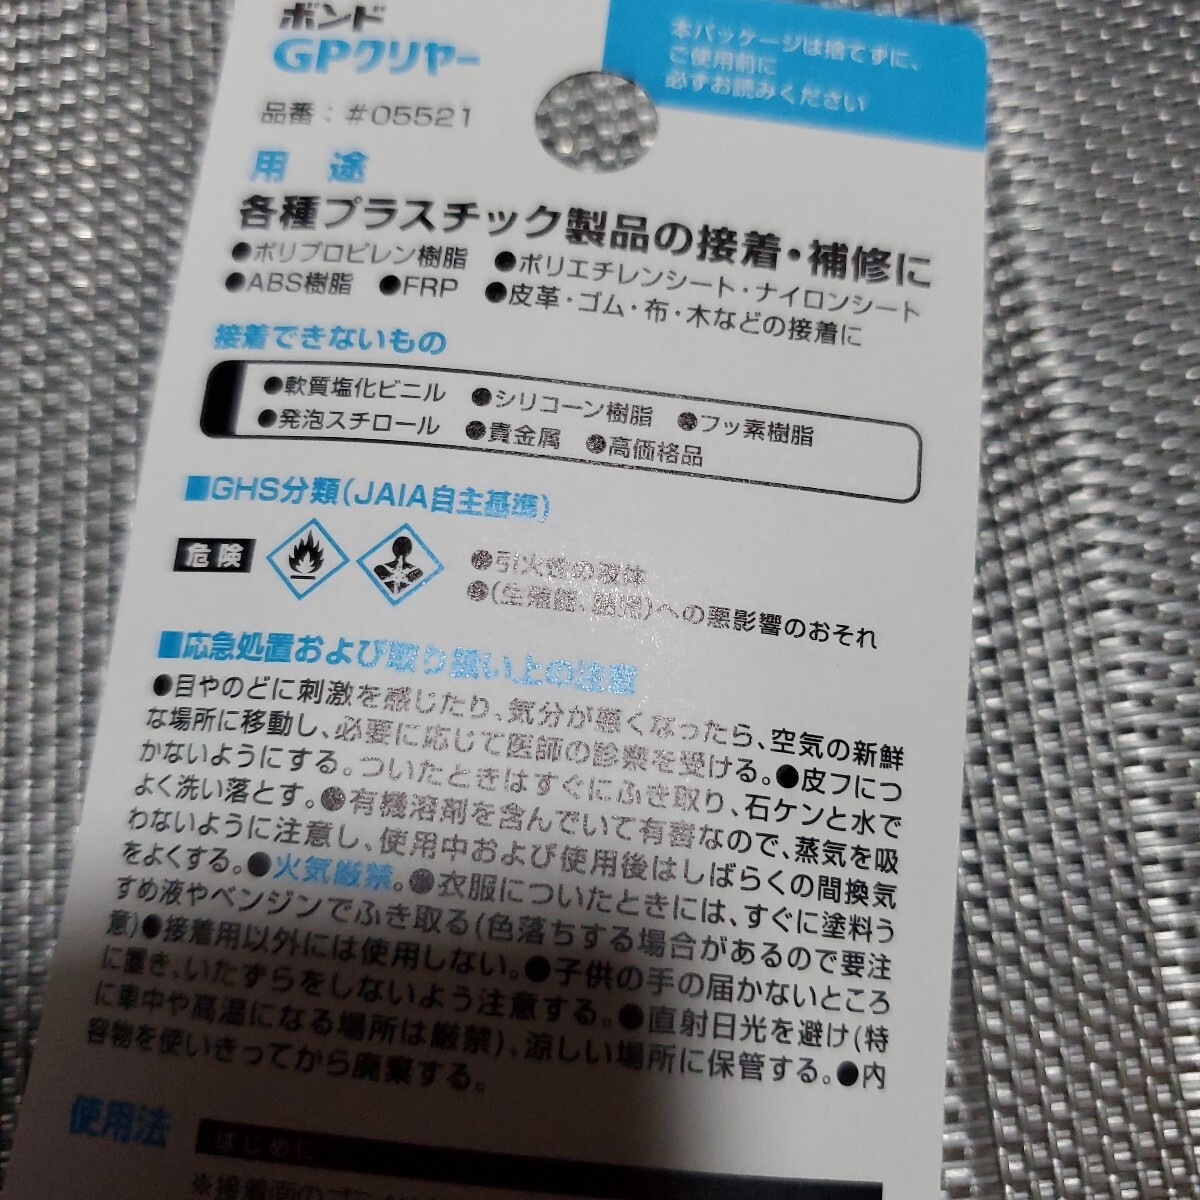 ボンド
GPクリヤー
本パッケージは捨てずに、
ご使用前に
必ずお読みください
品番：#05521
用 途
各種プラスチック製品の接着・補修に
●ポリプロピレン樹脂 ●ポリエチレンシート・ナイロンシート
●ABS樹脂 ●FRP ●皮革・ゴム・布・木などの接着に
接着できないもの
●軟質塩化ビニル ●シリコーン樹脂 ●フッ素樹脂
●発泡スチロール ●貴金属 ●高価格品
■GHS分類(JAIA自主基準)
危険
●引火性の液体
●(生殖能、胎児)への悪影響のおそれ
■応急処置および取り扱い上の注意
●目やのどに刺激を感じたり、気分が悪くなったら、空気の新鮮
な場所に移動し、必要に応じて医師の診察を受ける。●皮フにつ
かないようにする。ついたときはすぐにふき取り、石ケンと水で
よく洗い落とす。●有機溶剤を含んでいて有害なので、蒸気を吸
わないように注意し、使用中および使用後はしばらくの間換気
をよくする。●火気厳禁。●衣服についたときには、すぐに塗料う
すめ液やベンジンでふき取る(色落ちする場合があるので要注
意)●接着用以外には使用しない。●子供の手の届かないところ
に置き、いたずらをしないよう注意する。●直射日光を避け(特
に車中や高温になる場所は厳禁)、涼しい場所に保管する。●内
容物を使いきってから廃棄する。
使用法
はじめに
※接着面の